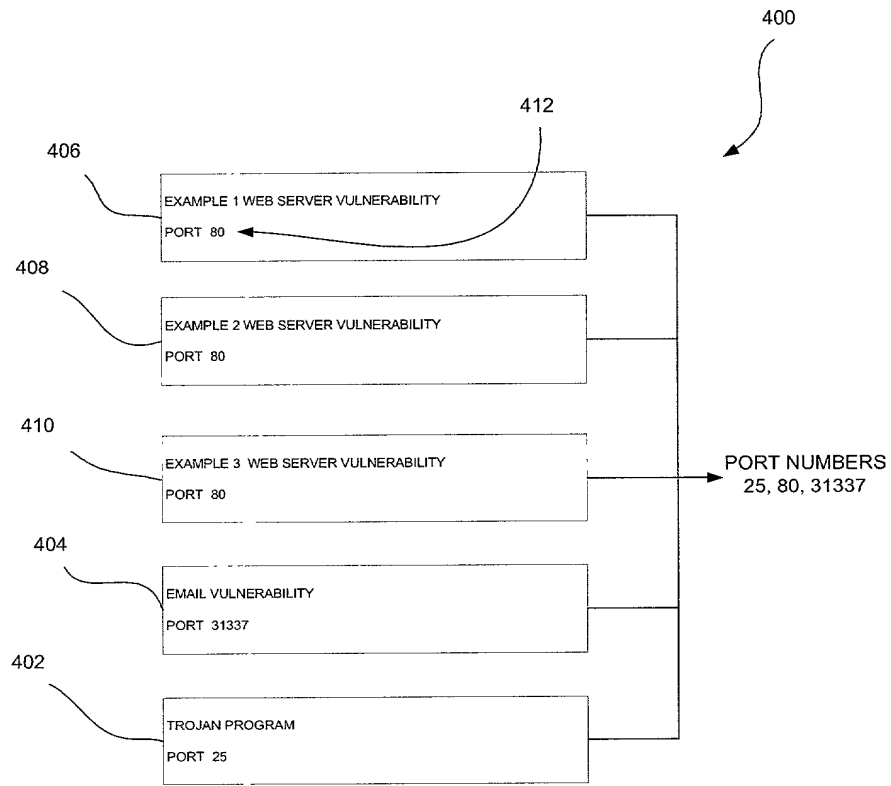 400
412
406
EXAMPLE 1 WEB SERVER VULNERABILITY
PORT 80
408
EXAMPLE 2 WEB SERVER VULNERABILITY
PORT 80
410
EXAMPLE 3 WEB SERVER VULNERABILITY
PORT 80
PORT NUMBERS
25, 80, 31337
404
EMAIL VULNERABILITY
PORT 31337
402
TROJAN PROGRAM
PORT 25